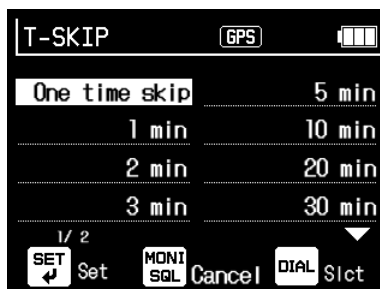 T-SKIP GPS
One time skip 5 min
1 min 10 min
2 min 20 min
3 min 30 min
1/ 2
SET Set MONI SQL Cancel DIAL Slct